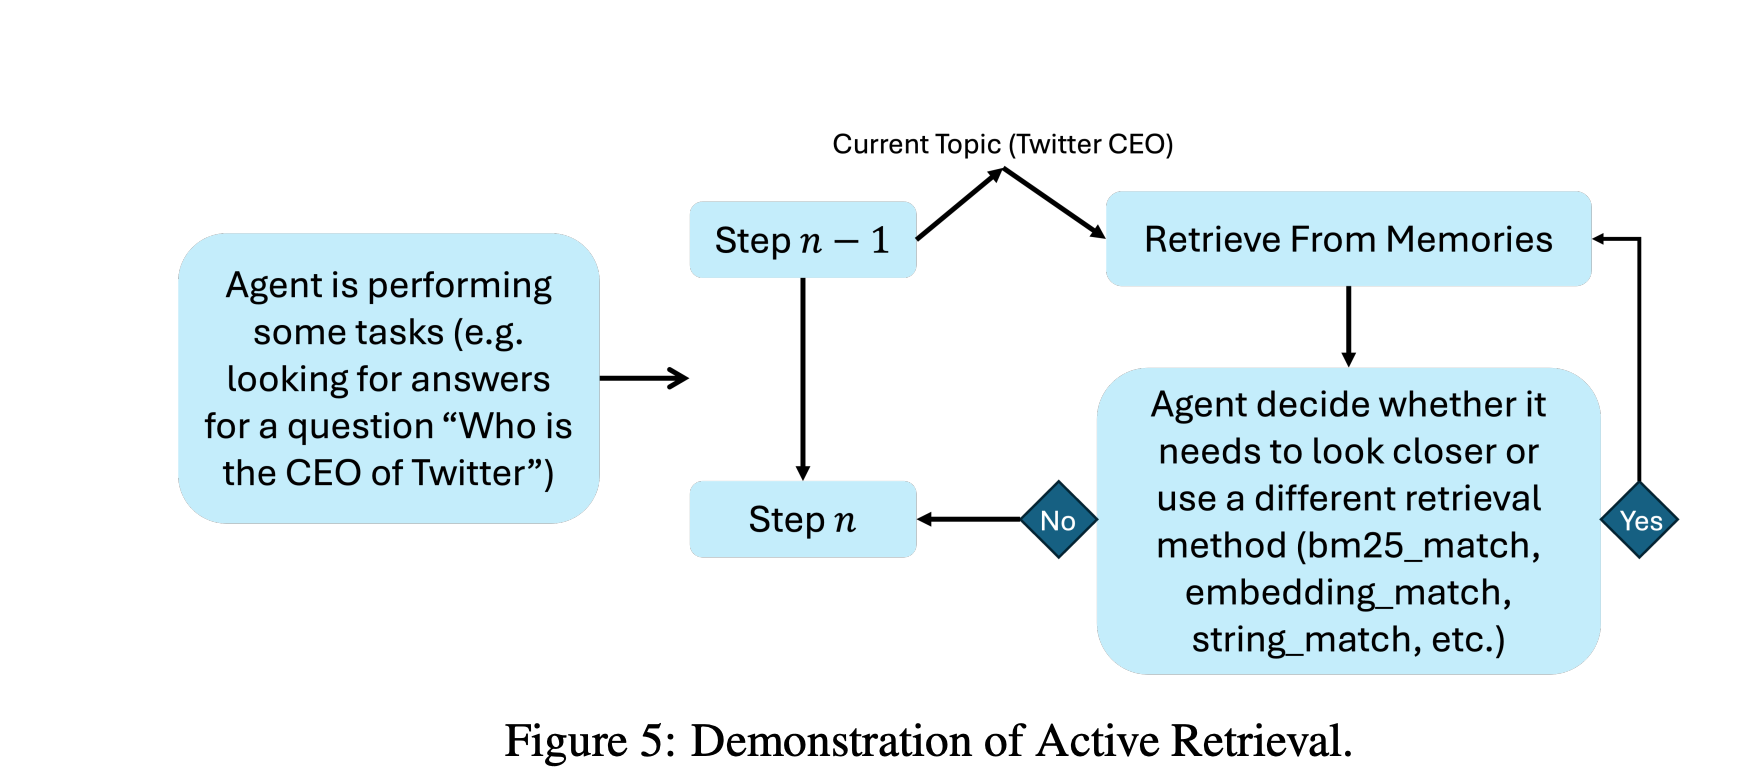 Current Topic (Twitter CEO)
Step n − 1
Retrieve From Memories
Agent is performing
some tasks (e.g.
looking for answers
for a question “Who is
the CEO of Twitter”)
Agent decide whether it
needs to look closer or
use a different retrieval
method (bm25_match,
embedding_match,
string_match, etc.)
Step n
No
Yes
Figure 5: Demonstration of Active Retrieval.